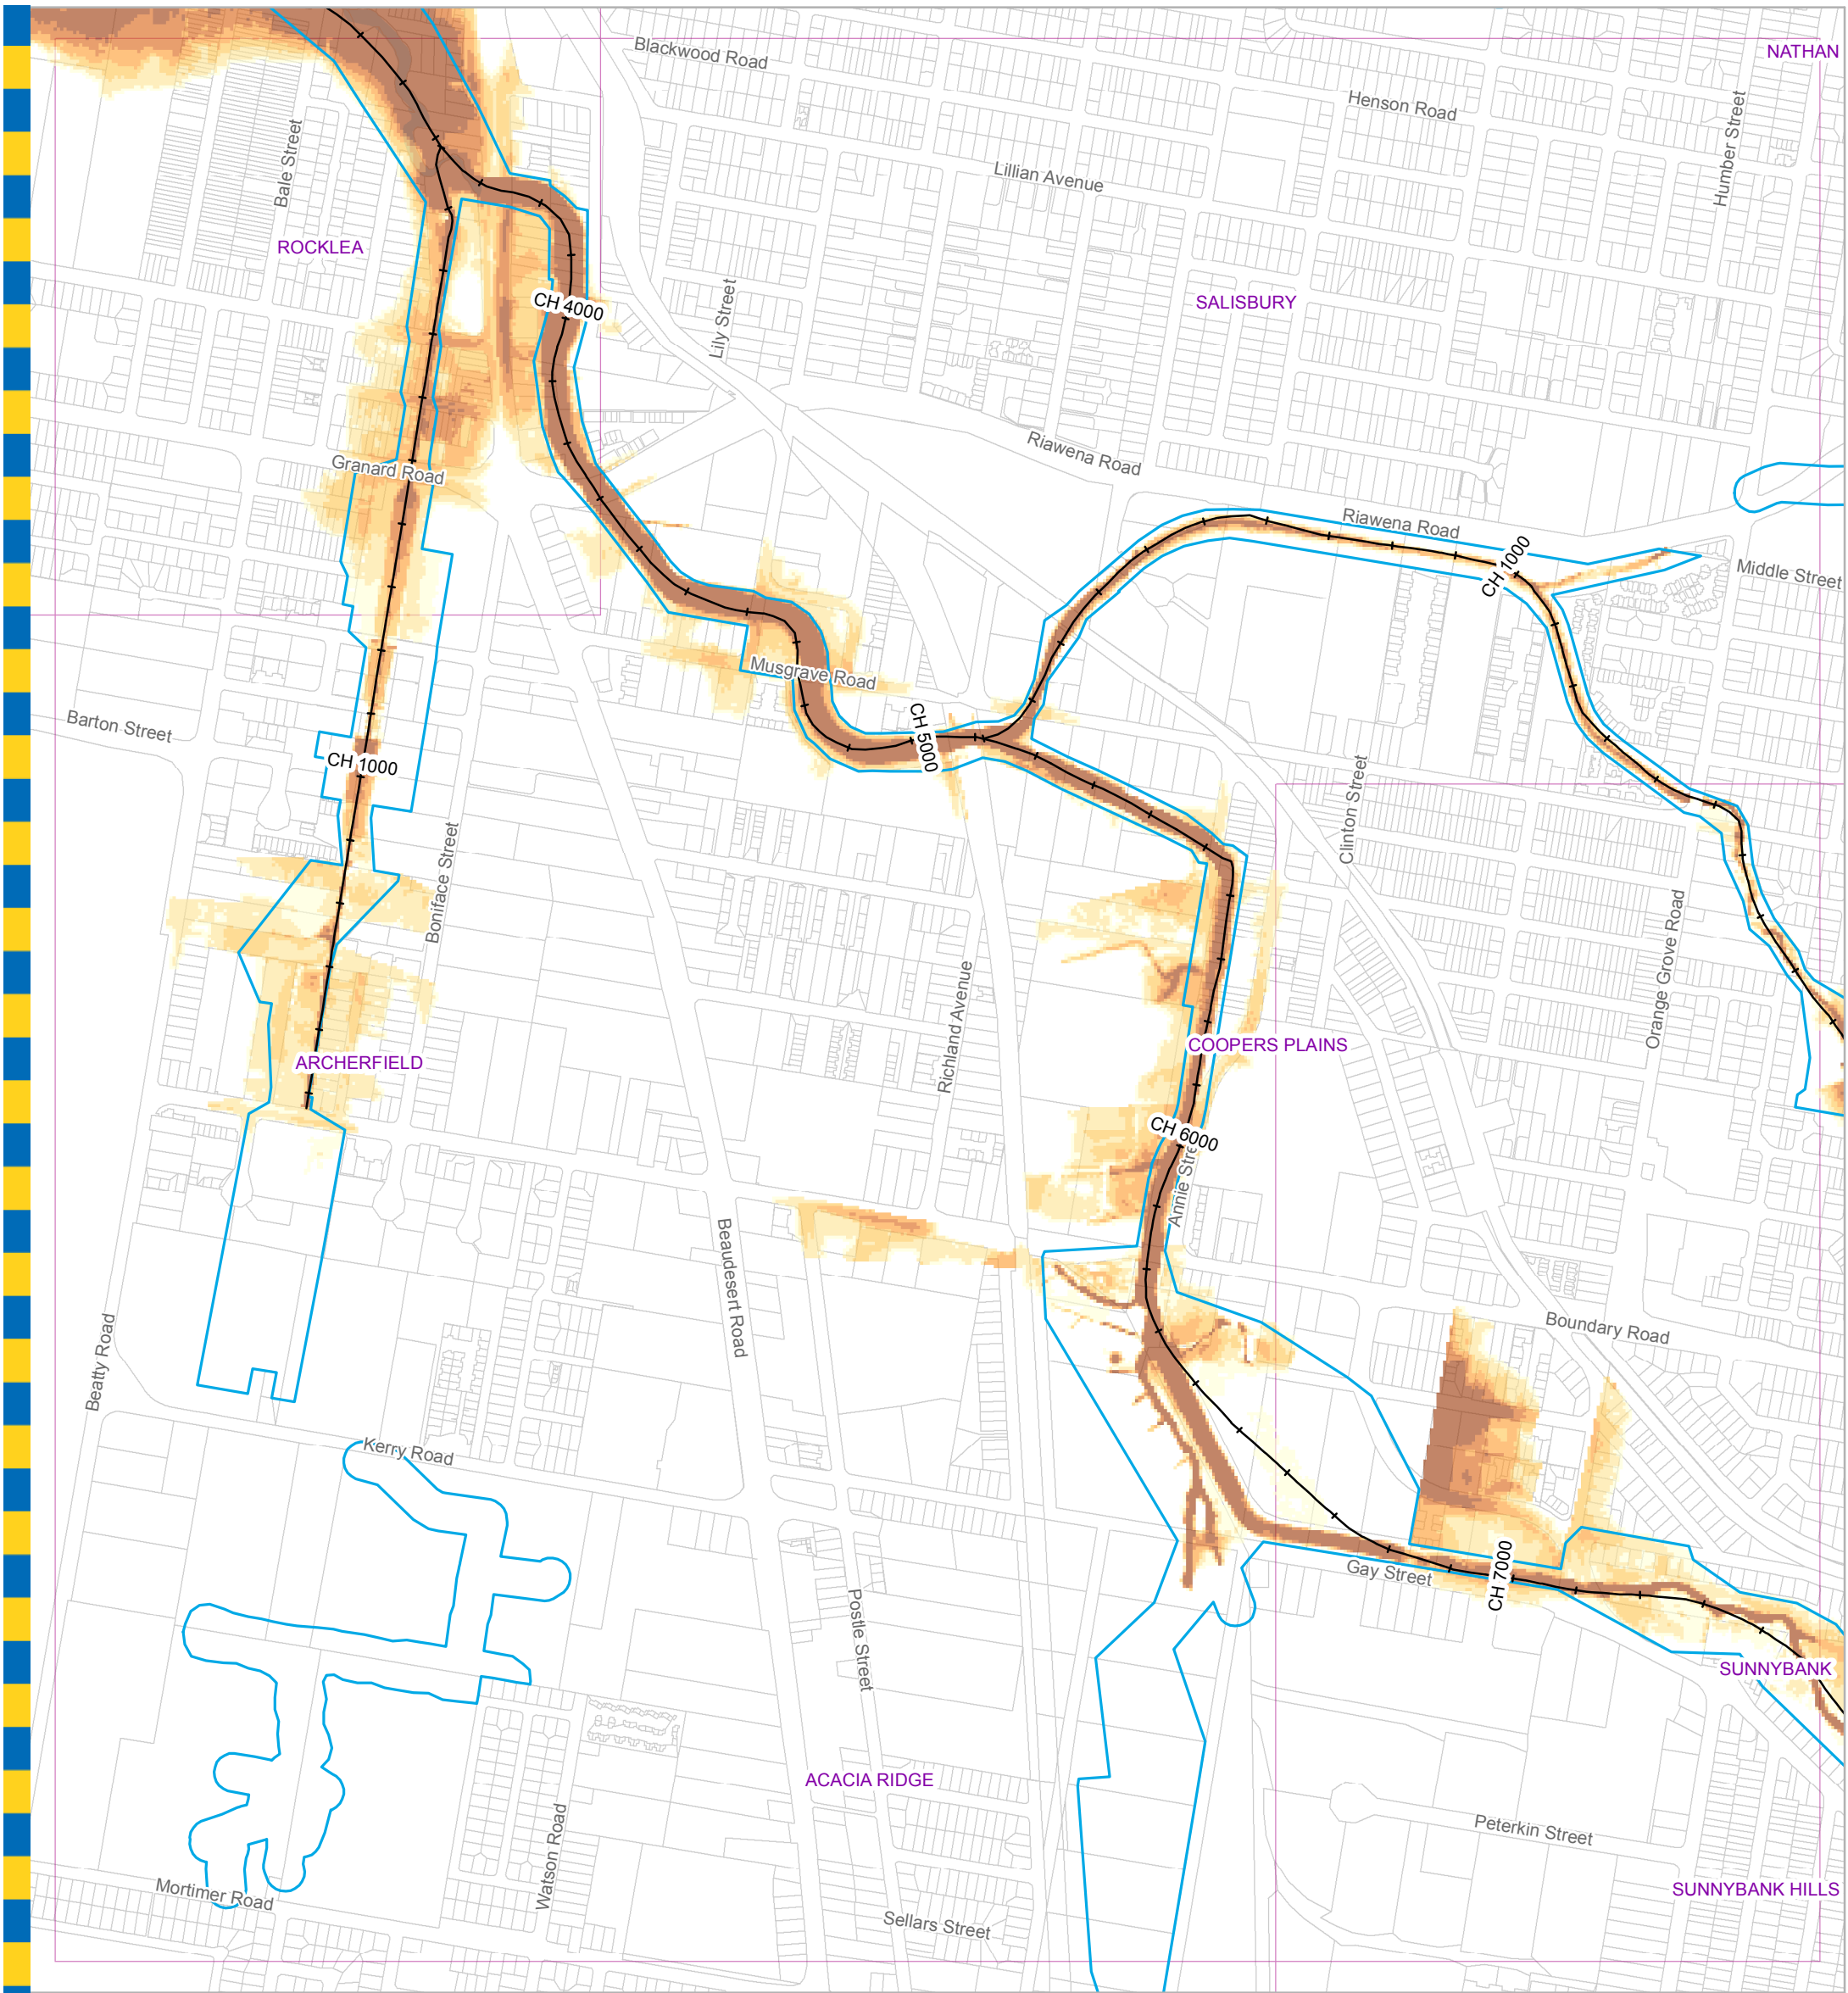 NATHAN
Blackwood Road
Henson Road
Humber Street
Bale Street
Lillian Avenue
ROCKLEA
SALISBURY
CH 4000
Lily Street
Riawena Road
Granard Road
Riawena Road
CH 1000
Middle Street
Musgrave Road
Barton Street
CH 5000
CH 1000
Clinton Street
Boniface Street
Orange Grove Road
Richland Avenue
COOPERS PLAINS
ARCHERFIELD
CH 6000
Annie Stre
Beaudesert Road
Boundary Road
Beatty Road
Kerry Road
Gay Street
CH 7000
Postle Street
SUNNYBANK
ACACIA RIDGE
Watson Road
Peterkin Street
SUNNYBANK HILLS
Mortimer Road
Sellars Street